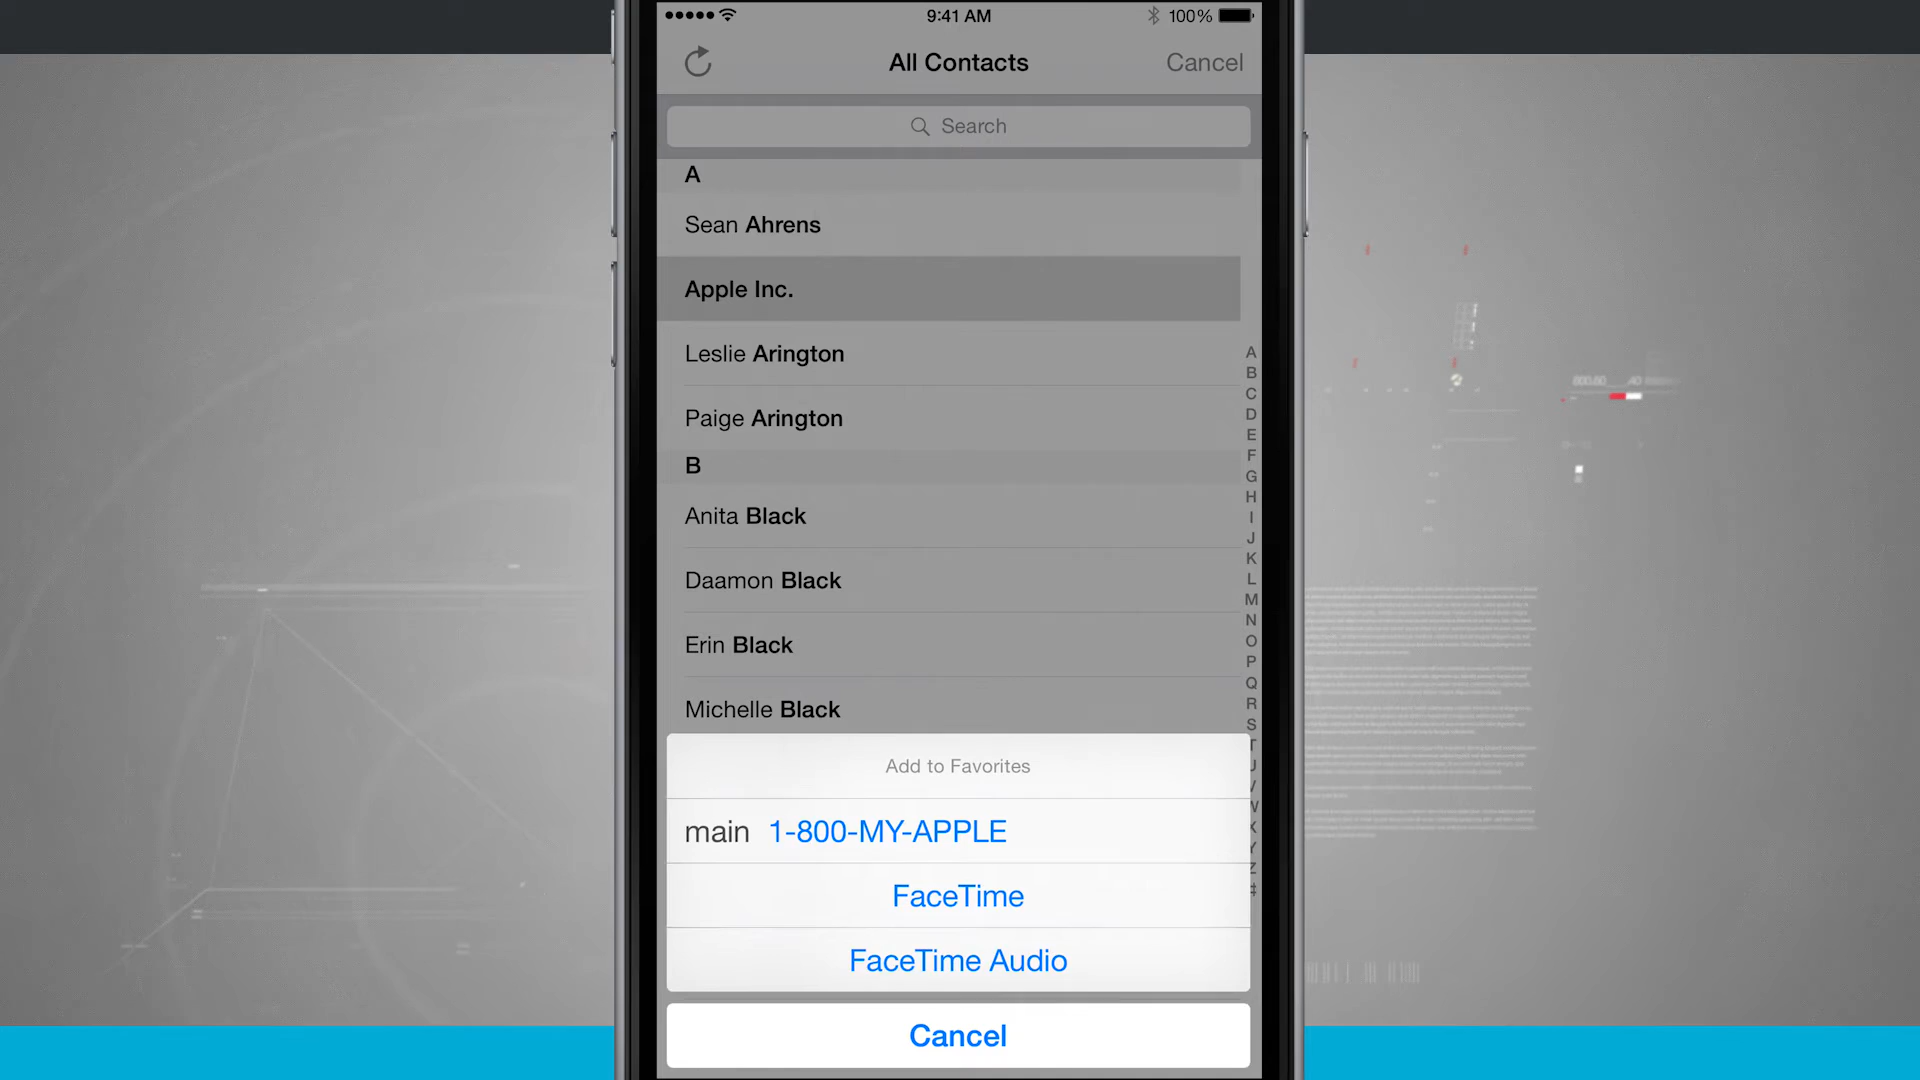 9:41 AM
100%
All Contacts
Cancel
Search
A
Sean Ahrens
Apple Inc.
Leslie Arington
Paige Arington
B
Anita Black
Daamon Black
Erin Black
Michelle Black
A
B
C
D
E
F
G
H
I
J
K
L
M
N
O
P
Q
R
S
T
U
V
W
X
Y
Z
#
Add to Favorites
main 1-800-MY-APPLE
FaceTime
FaceTime Audio
Cancel